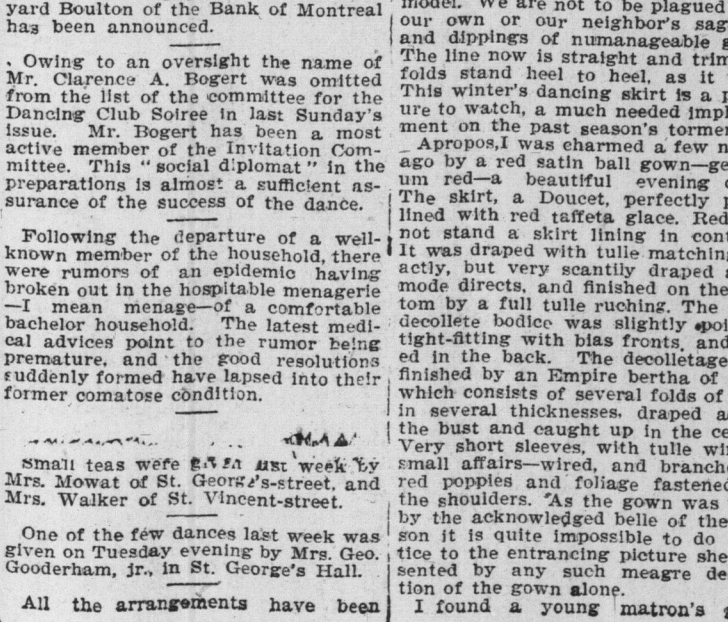 yard Boulton of the Bank of Montreal
has been announced.
Owing to an oversight the name of
Mr. Clarence A. Bogert was omitted
from the list of the committee for the
Dancing Club Soiree in last Sunday's
issue. Mr. Bogert has been a most
active member of the Invitation Com-
mittee. This "social diplomat" in the
preparations is almost a sufficient as-
surance of the success of the dance.
Following the departure of a well-
known member of the household, there
were rumors of an epidemic having
broken out in the hospitable menagerie
—I mean menage—of a comfortable
bachelor household. The latest medi-
cal advices point to the rumor being
premature, and the good resolutions
suddenly formed have lapsed into their
former comatose condition.
Small teas were given last week by
Mrs. Mowat of St. George's-street, and
Mrs. Walker of St. Vincent-street.
One of the few dances last week was
given on Tuesday evening by Mrs. Geo.
Gooderham, jr., in St. George's Hall.
All the arrangements have been
model. We are not to be plagued
our own or our neighbor's sag
and dippings of numanageable
The line now is straight and trim
folds stand heel to heel, as it
This winter's dancing skirt is a
ure to watch, a much needed impl
ment on the past season's tormen
Apropos, I was charmed a few n
ago by a red satin ball gown—ge
um red—a beautiful evening
The skirt, a Doucet, perfectly
lined with red taffeta glace. Red
not stand a skirt lining in cont
It was draped with tulle matching
actly, but very scantily draped
mode directs, and finished on the
tom by a full tulle ruching. The
decollete bodice was slightly poi
tight-fitting with bias fronts, and
ed in the back. The decolletage
finished by an Empire bertha of
which consists of several folds of
in several thicknesses, draped a
the bust and caught up in the ce
Very short sleeves, with tulle wi
small affairs—wired, and branch
red poppies and foliage fastened
the shoulders. As the gown was
by the acknowledged belle of the
son it is quite impossible to do
tice to the entrancing picture she
sented by any such meagre de
tion of the gown alone.
I found a young matron's